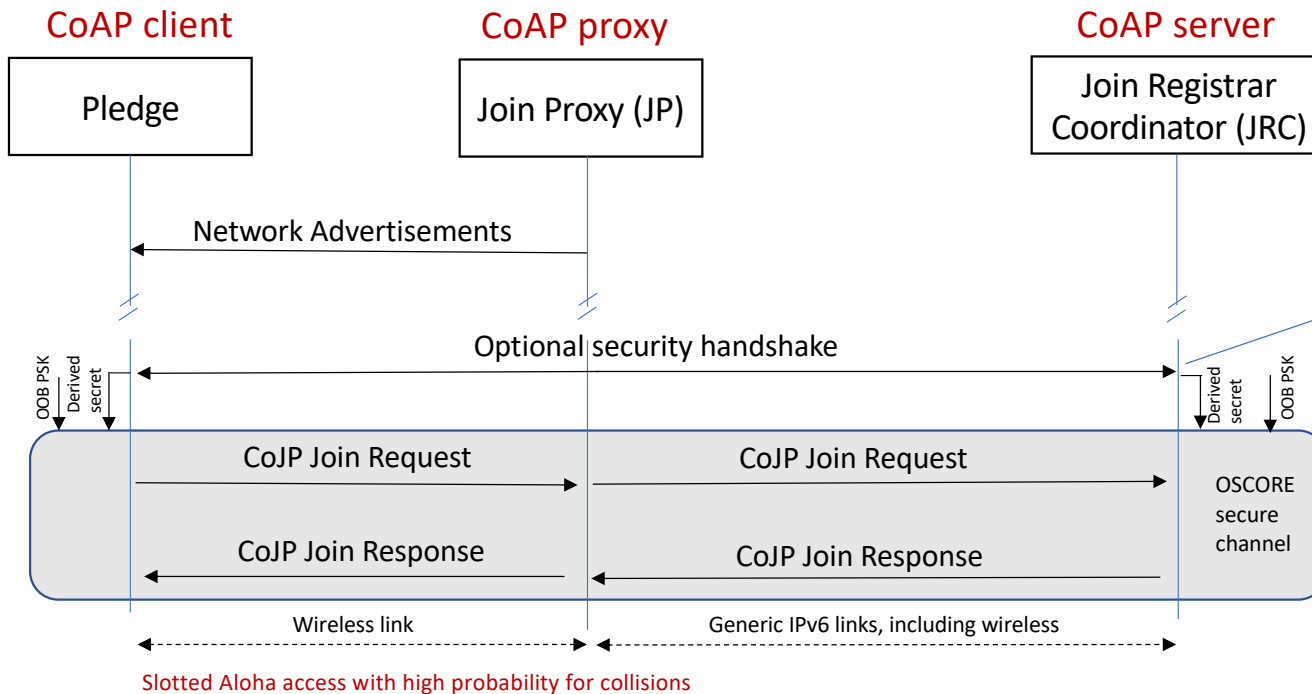 CoAP client
CoAP proxy
CoAP server
Pledge
Join Proxy (JP)
Join Registrar
Coordinator (JRC)
Network Advertisements
Optional security handshake
OOB PSK
Derived
secret
Derived
secret
OOB PSK
CoJP Join Request
CoJP Join Request
OSCORE
secure
channel
CoJP Join Response
CoJP Join Response
Wireless link
Generic IPv6 links, including wireless
Slotted Aloha access with high probability for collisions